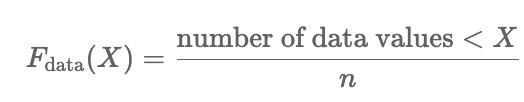 F_data(X) = (number of data values < X) / n